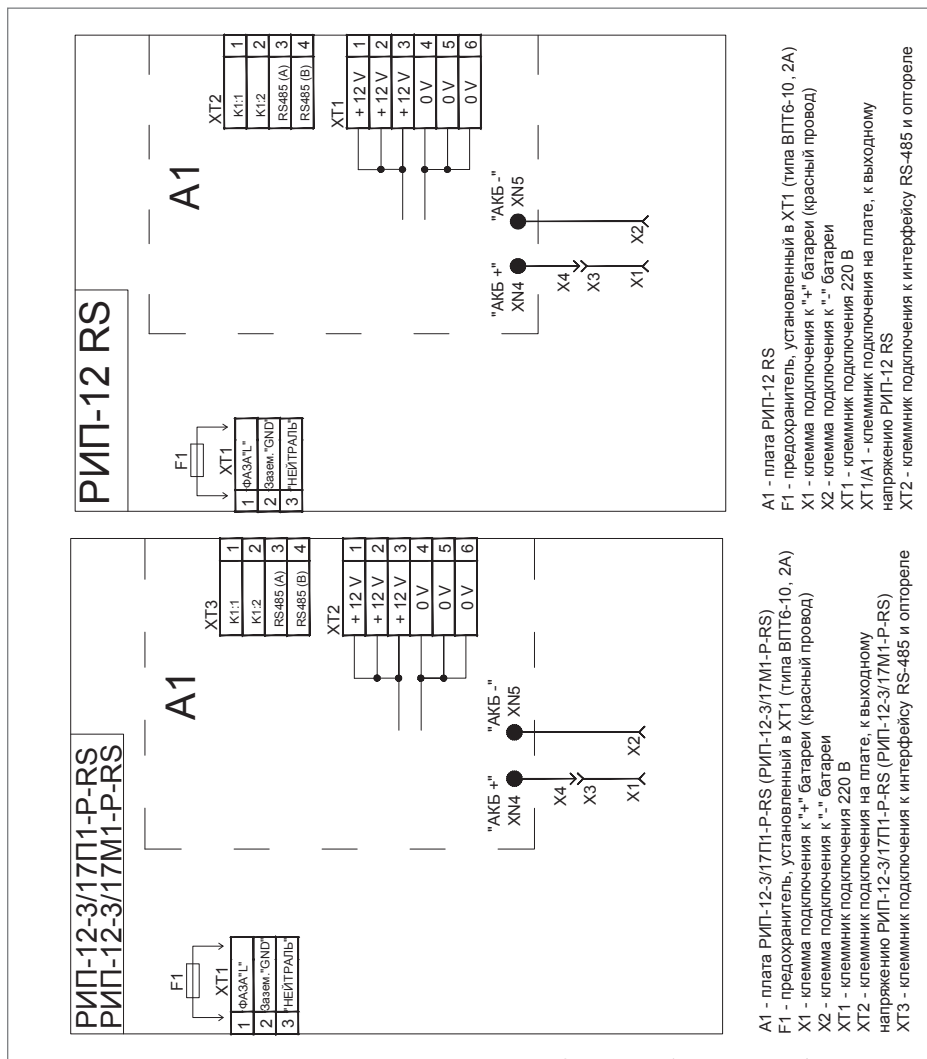 РИП-12-3/17П1-P-RS
РИП-12-3/17М1-P-RS
F1
XT1
1 ФАЗА"L"
2 Зазем."GND"
3 "НЕЙТРАЛЬ"
A1
XT3
K1:1 1
K1:2 2
RS485 (A) 3
RS485 (B) 4
XT2
+ 12 V 1
+ 12 V 2
+ 12 V 3
0 V 4
0 V 5
0 V 6
"АКБ +" "АКБ -"
XN4 XN5
X4
X3
X1
X2
A1 - плата РИП-12-3/17П1-P-RS (РИП-12-3/17М1-P-RS)
F1 - предохранитель, установленный в XT1 (типа ВПТ6-10, 2А)
X1 - клемма подключения к "+" батареи (красный провод)
X2 - клемма подключения к "-" батареи
XT1 - клеммник подключения 220 В
XT2 - клеммник подключения на плате, к выходному
напряжению РИП-12-3/17П1-P-RS (РИП-12-3/17М1-P-RS)
XT3 - клеммник подключения к интерфейсу RS-485 и оптореле
РИП-12 RS
F1
XT1
1 ФАЗА"L"
2 Зазем."GND"
3 "НЕЙТРАЛЬ"
A1
XT2
K1:1 1
K1:2 2
RS485 (A) 3
RS485 (B) 4
XT1
+ 12 V 1
+ 12 V 2
+ 12 V 3
0 V 4
0 V 5
0 V 6
"АКБ +" "АКБ -"
XN4 XN5
X4
X3
X1
X2
A1 - плата РИП-12 RS
F1 - предохранитель, установленный в XT1 (типа ВПТ6-10, 2А)
X1 - клемма подключения к "+" батареи (красный провод)
X2 - клемма подключения к "-" батареи
XT1 - клеммник подключения 220 В
XT1/A1 - клеммник подключения на плате, к выходному
напряжению РИП-12 RS
XT2 - клеммник подключения к интерфейсу RS-485 и оптореле